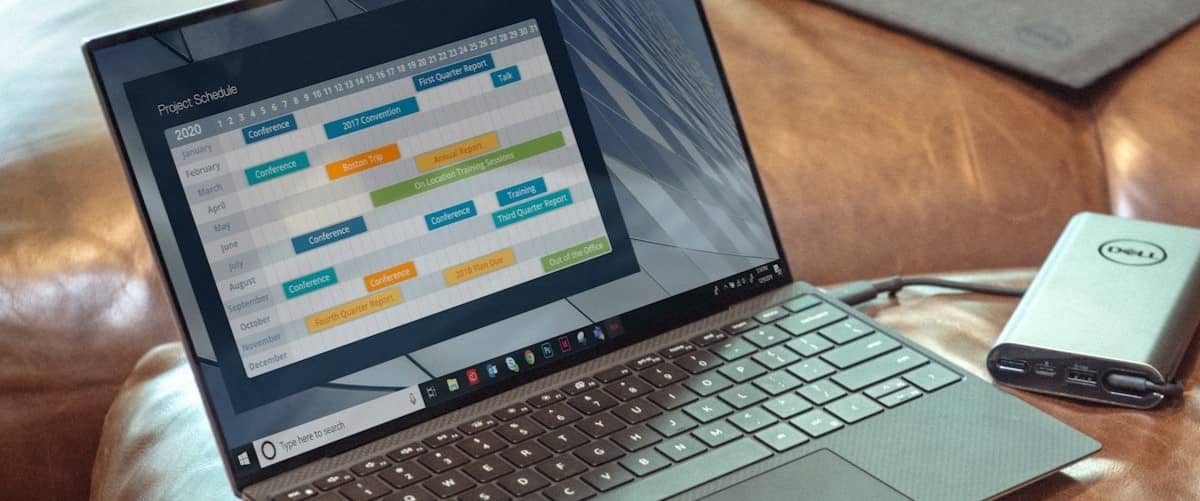 Project Schedule
2020 1 2 3 4 5 6 7 8 9 10 11 12 13 14 15 16 17 18 19 20 21 22 23 24 25 26 27 28 29 30 31
January Conference 2017 Convention First Quarter Report Talk
February
March Conference Boston Trip Annual Report
April On Location Training Sessions
May
June Conference Conference Training
July Third Quarter Report
August
September Conference Conference 2018 Plan Due Out of the Office
October Fourth Quarter Report
November
December
Type here to search
DELL